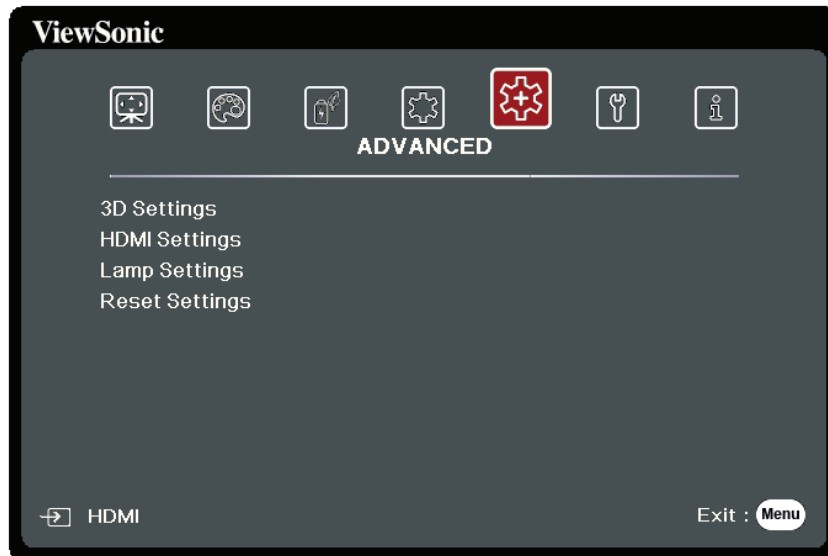 ViewSonic
ADVANCED
3D Settings
HDMI Settings
Lamp Settings
Reset Settings
HDMI
Exit : Menu